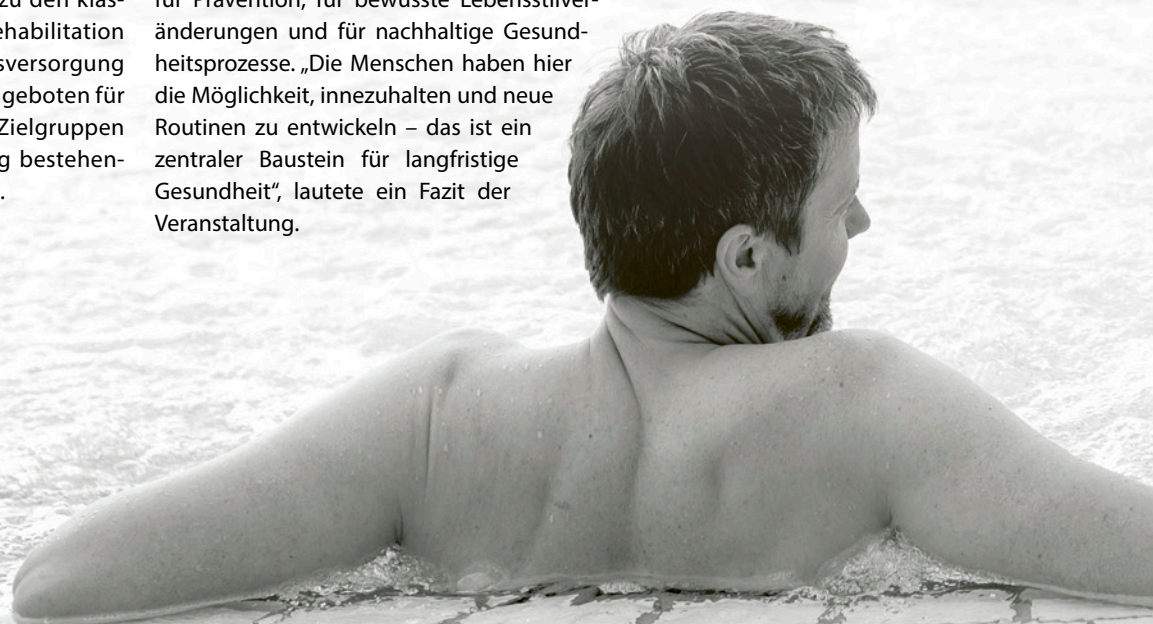 zu den klas-
ehabilitation
sversorgung
geboten für
Zielgruppen
g bestehen-
.
für Prävention, für bewusste Lebensstilver-
änderungen und für nachhaltige Gesund-
heitsprozesse. „Die Menschen haben hier
die Möglichkeit, innezuhalten und neue
Routinen zu entwickeln – das ist ein
zentraler Baustein für langfristige
Gesundheit“, lautete ein Fazit der
Veranstaltung.